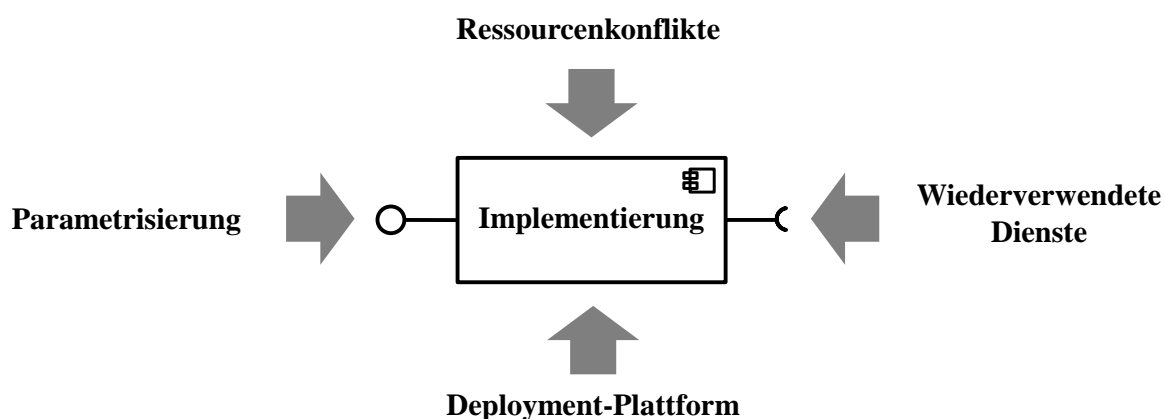 Ressourcenkonflikte
Parametrisierung
Implementierung
Wiederverwendete
Dienste
Deployment-Plattform